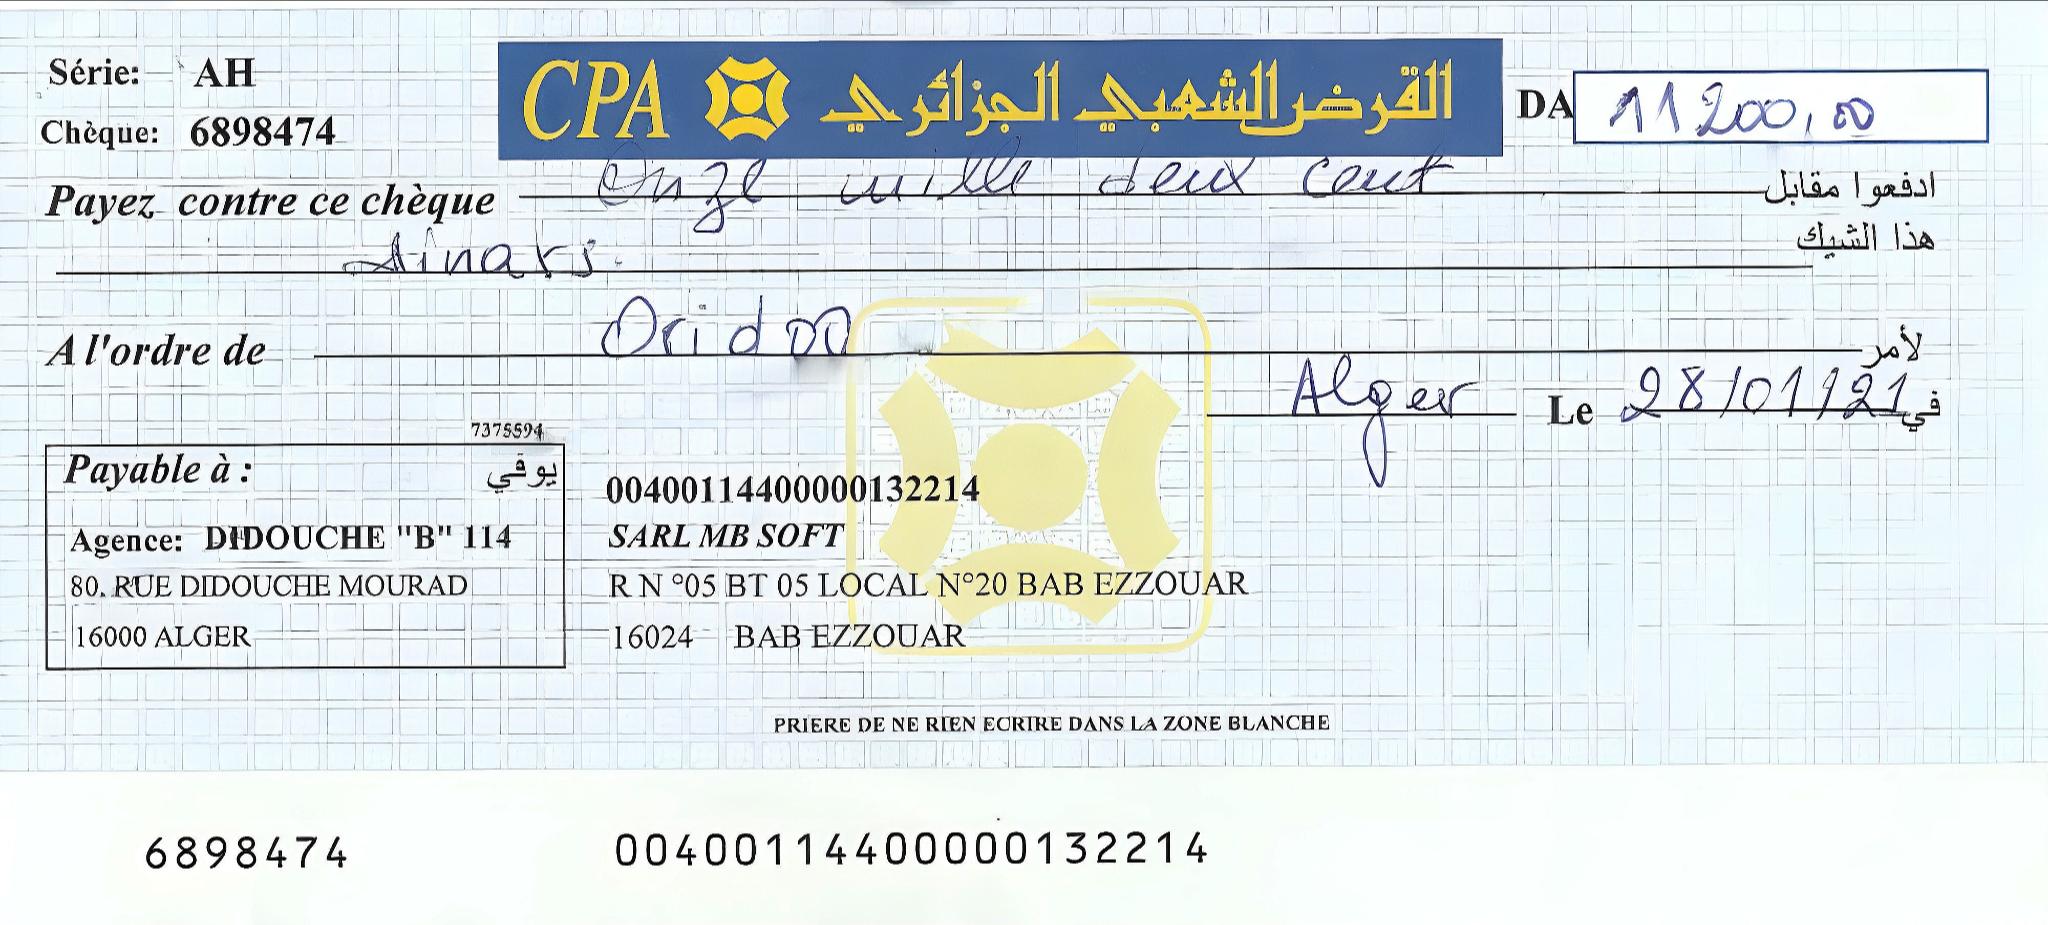 Série: AH
CPA القرض الشعبي الجزائري
DA 11200,00
Chèque: 6898474
Payez contre ce chèque Onze mille deux cent ادفعوا مقابل
هذا الشيك
dinars.
A l'ordre de Oridoo لأمر
Alger Le 28/01/21 في
7375594
Payable à : يوفي
00400114400000132214
Agence: DIDOUCHE "B" 114
SARL MB SOFT
80. RUE DIDOUCHE MOURAD
R N °05 BT 05 LOCAL N°20 BAB EZZOUAR
16000 ALGER
16024 BAB EZZOUAR
PRIERE DE NE RIEN ECRIRE DANS LA ZONE BLANCHE
6898474 00400114400000132214